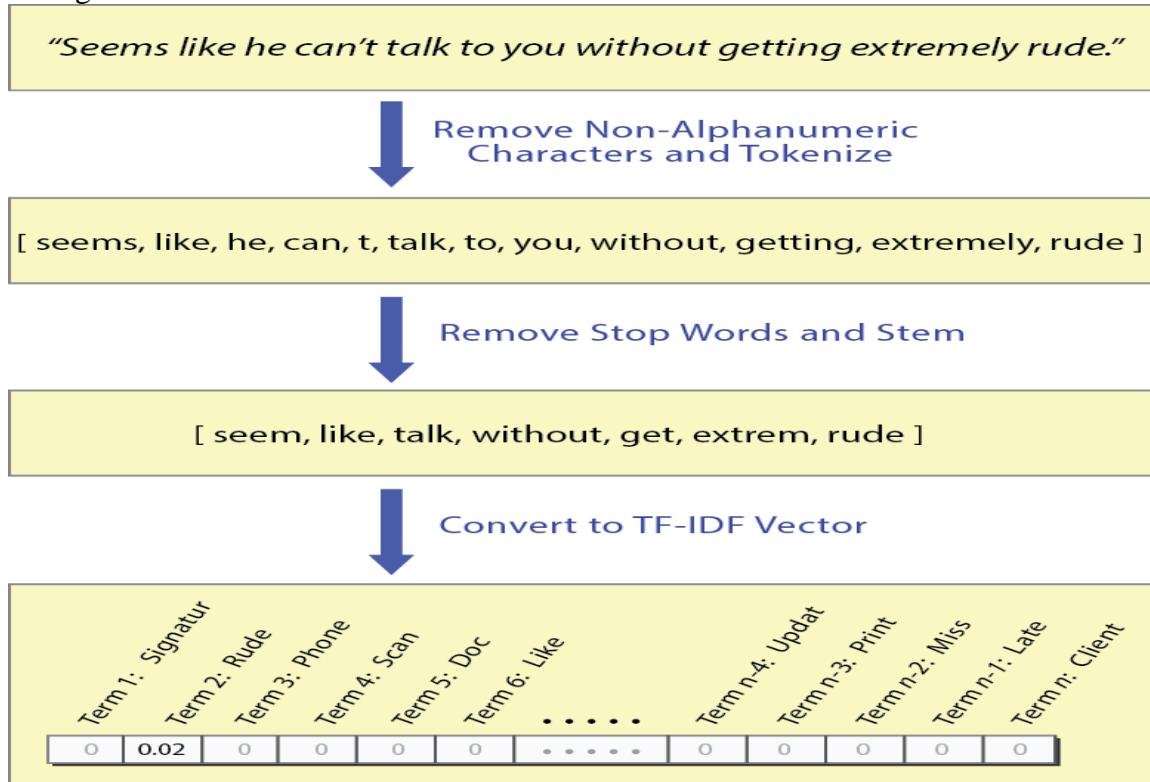 “Seems like he can’t talk to you without getting extremely rude.”
Remove Non-Alphanumeric
Characters and Tokenize
[ seems, like, he, can, t, talk, to, you, without, getting, extremely, rude ]
Remove Stop Words and Stem
[ seem, like, talk, without, get, extrem, rude ]
Convert to TF-IDF Vector
Term 1: Signatur
Term 2: Rude
Term 3: Phone
Term 4: Scan
Term 5: Doc
Term 6: Like
. . . . .
Term n-4: Updat
Term n-3: Print
Term n-2: Miss
Term n-1: Late
Term n: Client
0 0.02 0 0 0 0 . . . . . 0 0 0 0 0